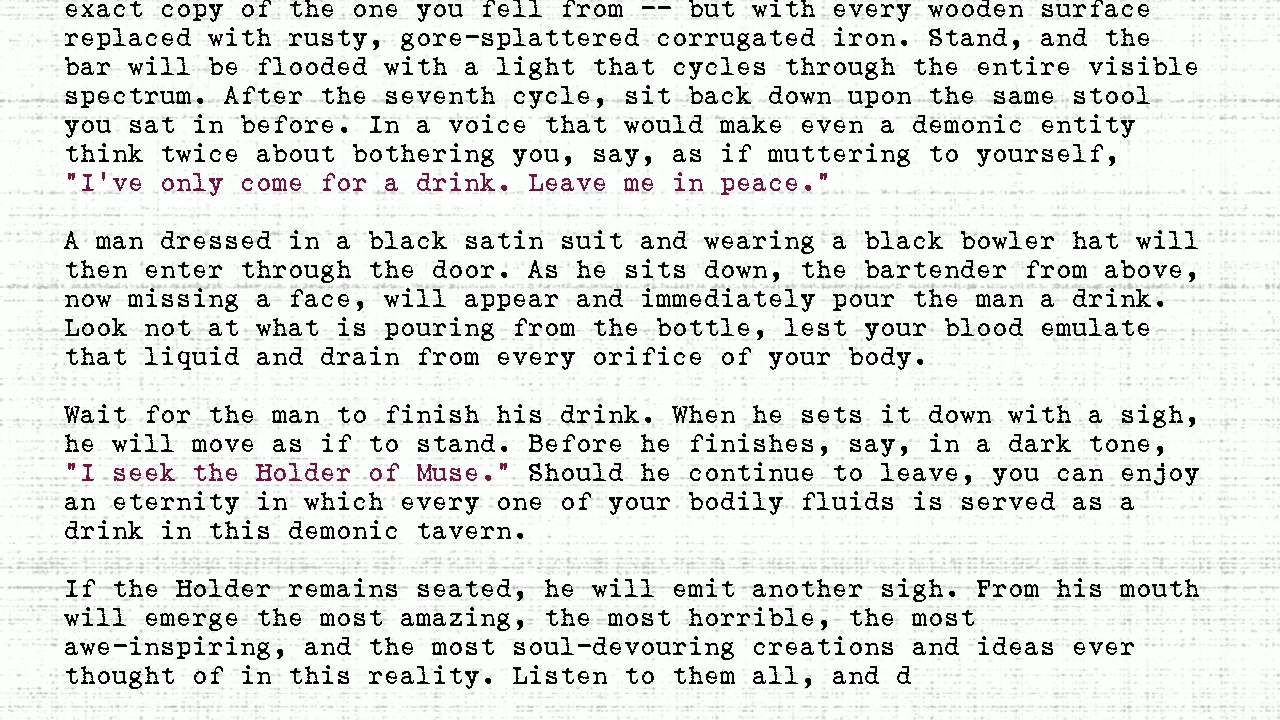 exact copy of the one you fell from -- but with every wooden surface
replaced with rusty, gore-splattered corrugated iron. Stand, and the
bar will be flooded with a light that cycles through the entire visible
spectrum. After the seventh cycle, sit back down upon the same stool
you sat in before. In a voice that would make even a demonic entity
think twice about bothering you, say, as if muttering to yourself,
"I've only come for a drink. Leave me in peace."
A man dressed in a black satin suit and wearing a black bowler hat will
then enter through the door. As he sits down, the bartender from above,
now missing a face, will appear and immediately pour the man a drink.
Look not at what is pouring from the bottle, lest your blood emulate
that liquid and drain from every orifice of your body.
Wait for the man to finish his drink. When he sets it down with a sigh,
he will move as if to stand. Before he finishes, say, in a dark tone,
"I seek the Holder of Muse." Should he continue to leave, you can enjoy
an eternity in which every one of your bodily fluids is served as a
drink in this demonic tavern.
If the Holder remains seated, he will emit another sigh. From his mouth
will emerge the most amazing, the most horrible, the most
awe-inspiring, and the most soul-devouring creations and ideas ever
thought of in this reality. Listen to them all, and d